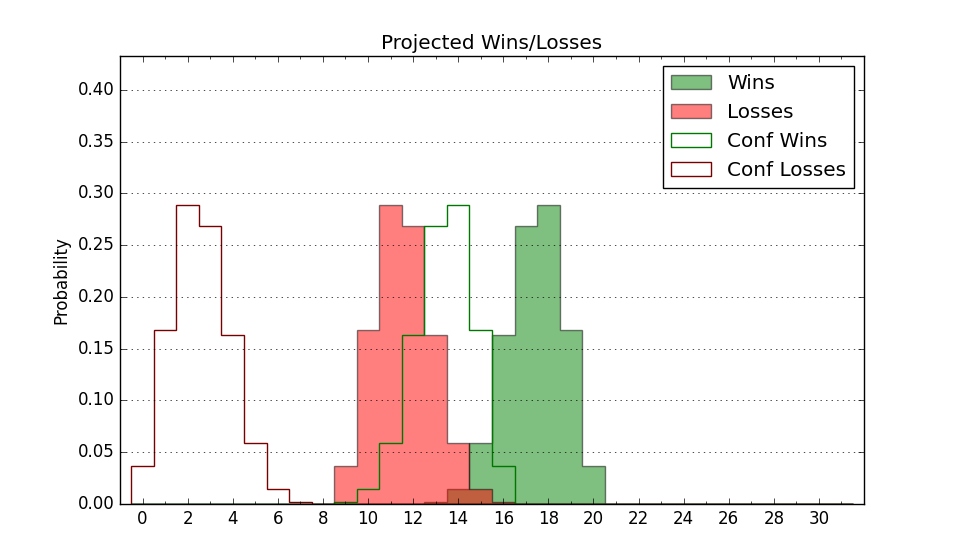 Projected Wins/Losses
Probability
0.40
0.35
0.30
0.25
0.20
0.15
0.10
0.05
0.00
0 2 4 6 8 10 12 14 16 18 20 22 24 26 28 30
Wins
Losses
Conf Wins
Conf Losses